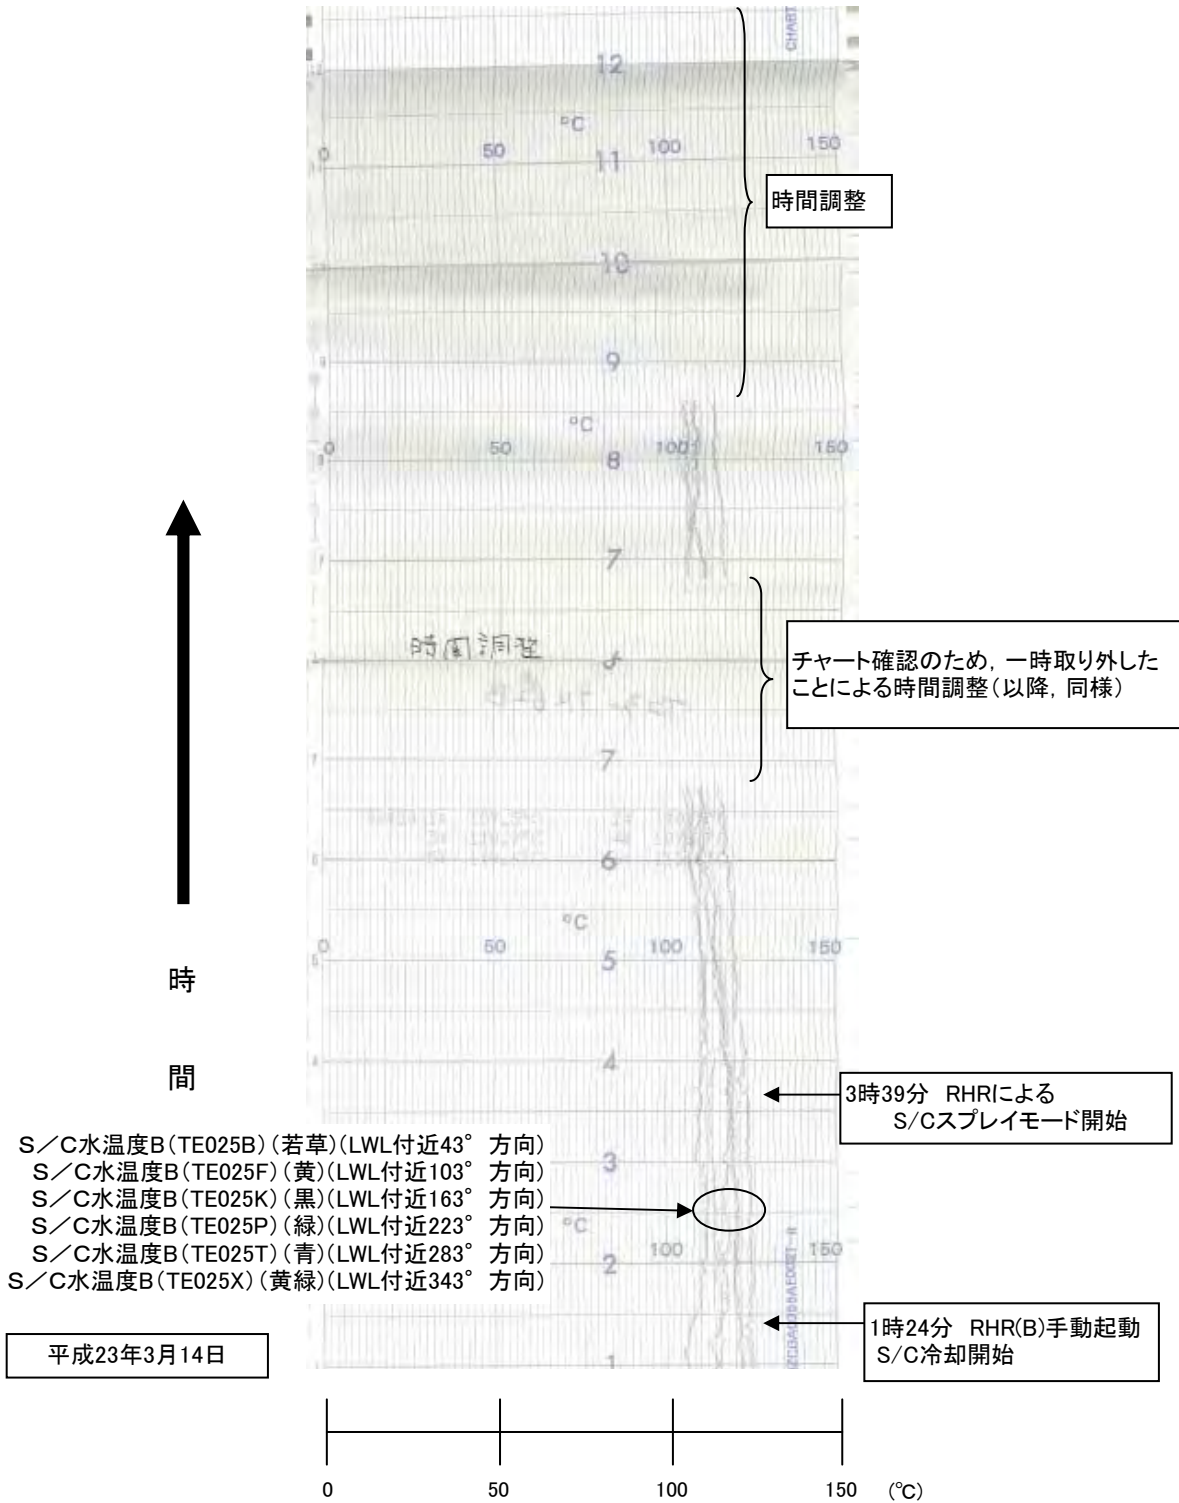 CHART
12
℃
0 50 100 150
11
時間調整
10
9
℃
0 50 100 150
8
7
時間調整
チャート確認のため，一時取り外した
ことによる時間調整（以降，同様）
7
6
℃
0 50 100 150
5
4
時
間
3時39分 RHRによる
S/Cスプレイモード開始
3
S／C水温度B（TE025B）（若草）（LWL付近43°方向）
S／C水温度B（TE025F）（黄）（LWL付近103°方向）
S／C水温度B（TE025K）（黒）（LWL付近163°方向）
S／C水温度B（TE025P）（緑）（LWL付近223°方向）
S／C水温度B（TE025T）（青）（LWL付近283°方向）
S／C水温度B（TE025X）（黄緑）（LWL付近343°方向）
℃
100 150
2
1時24分 RHR(B)手動起動
S/C冷却開始
平成23年3月14日
1
0 50 100 150 (℃)